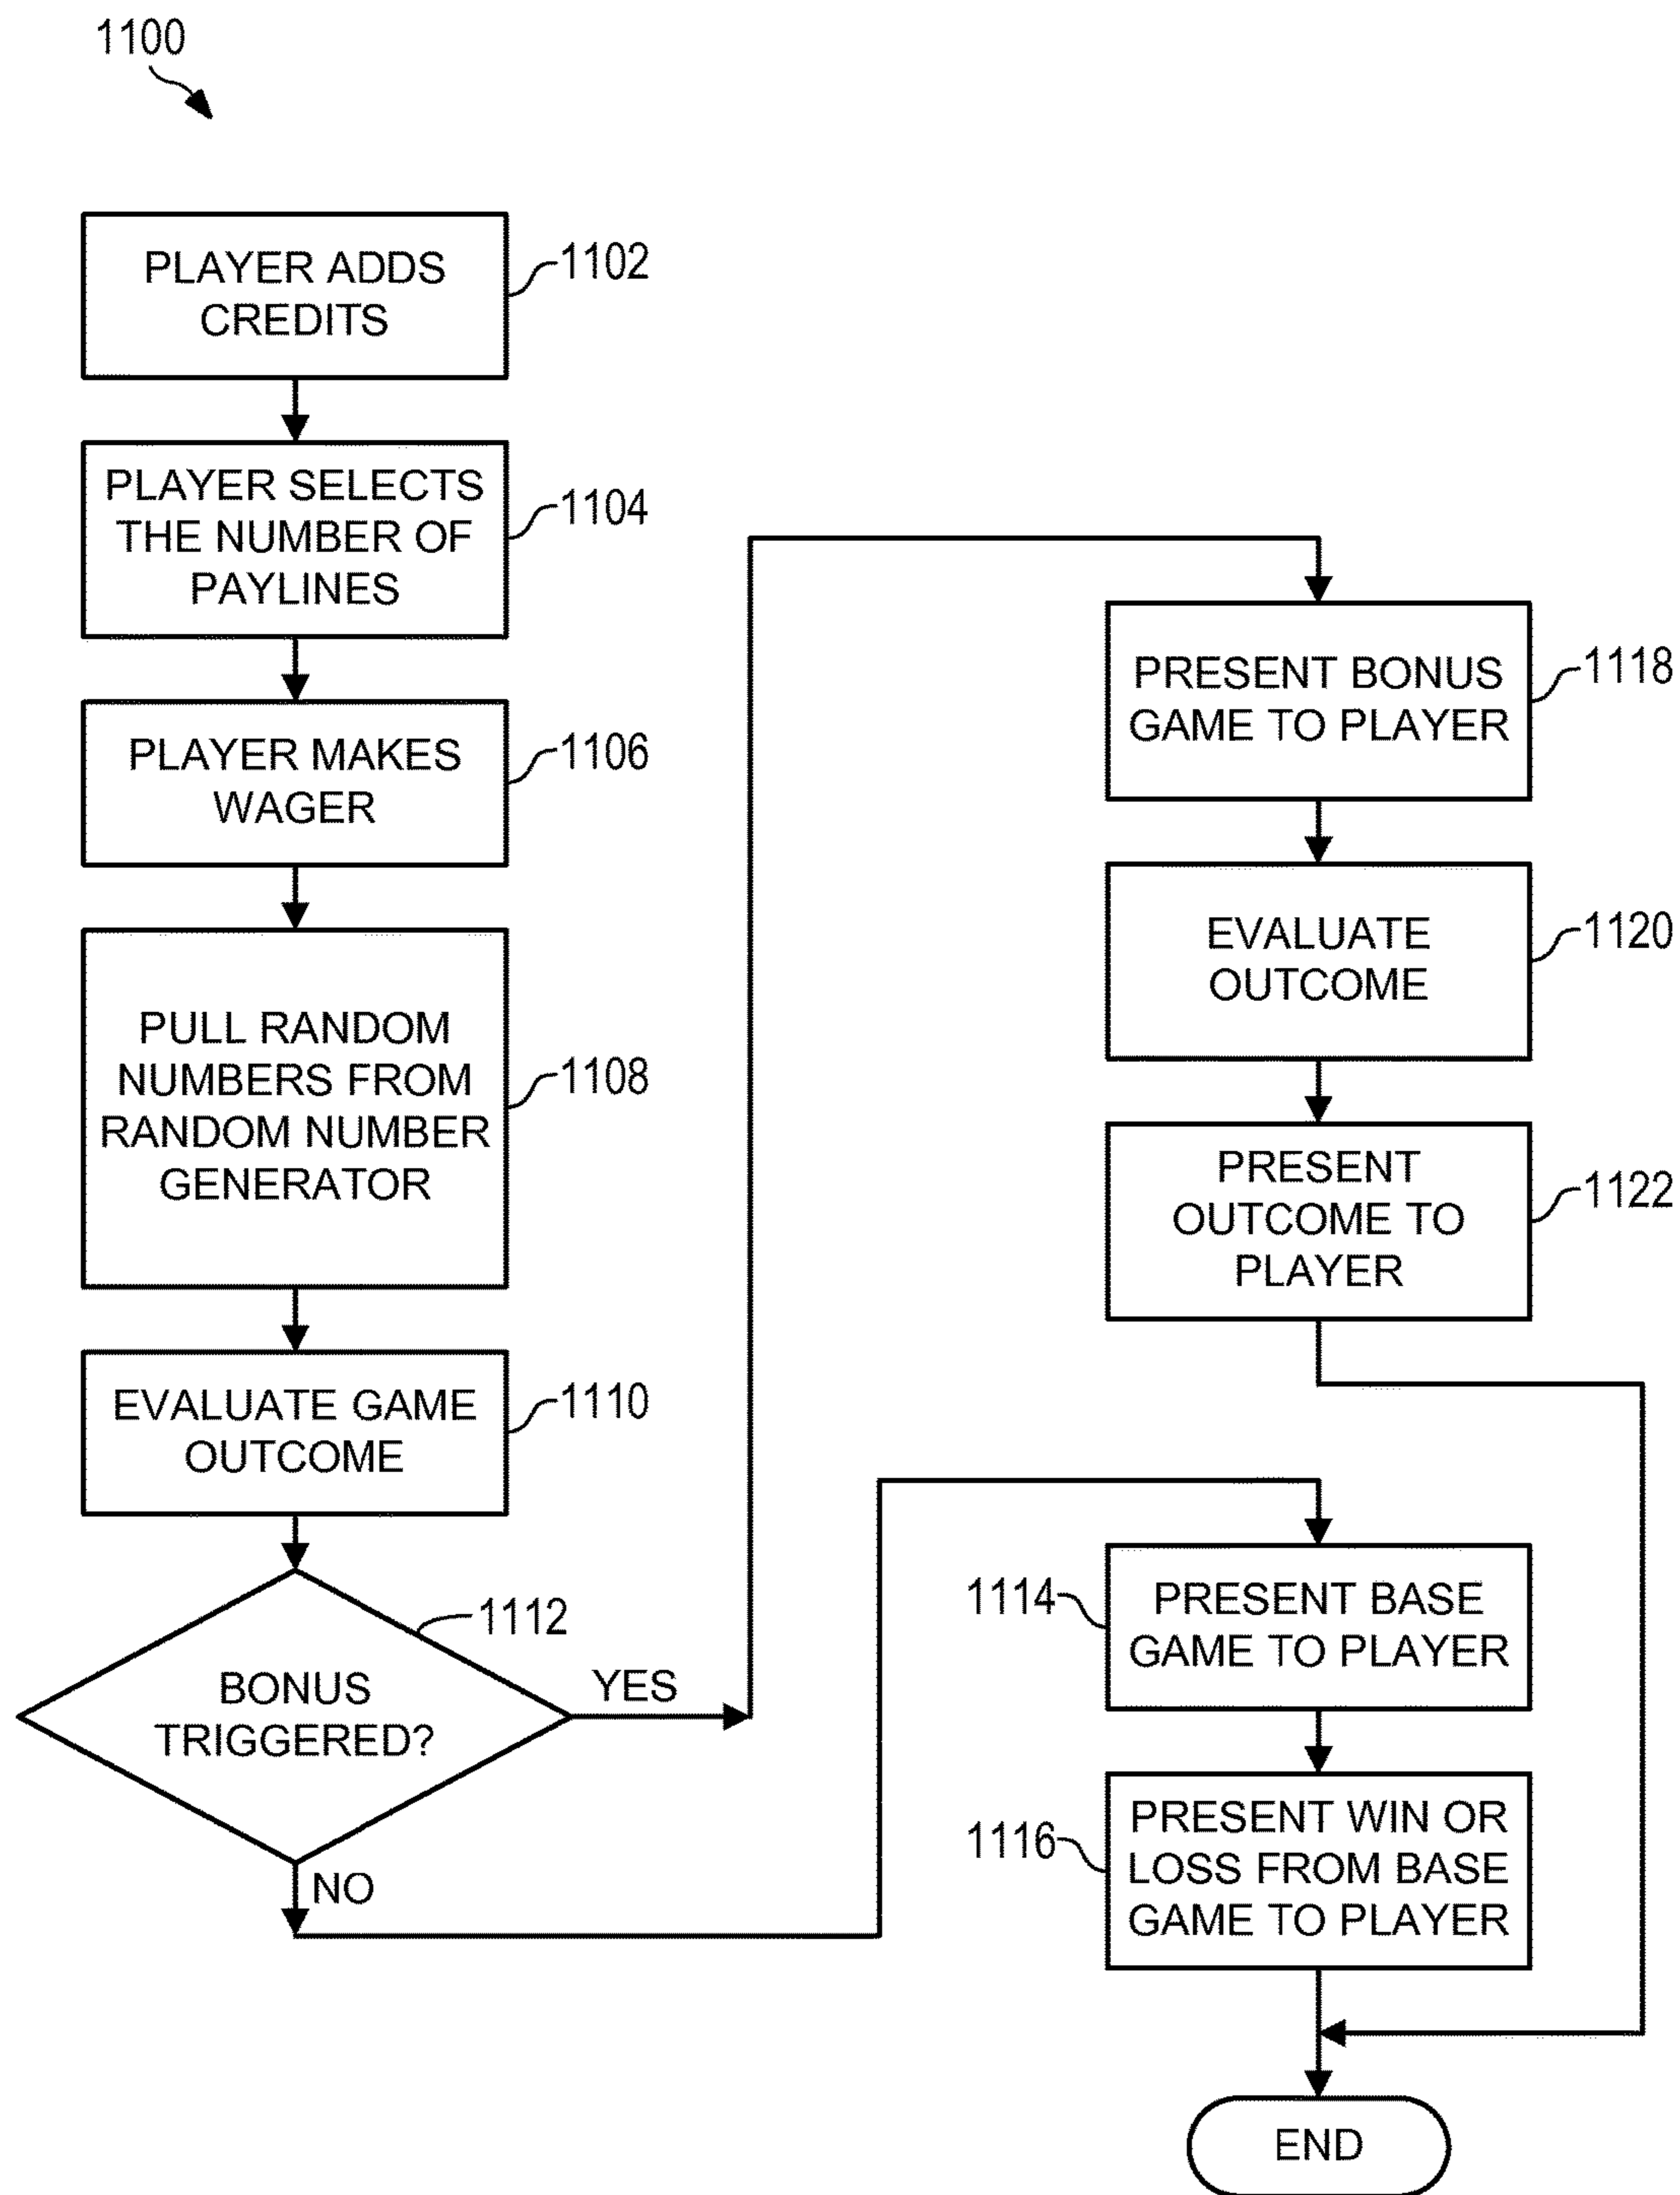 1100
PLAYER ADDS
CREDITS
1102
PLAYER SELECTS
THE NUMBER OF
PAYLINES
1104
PLAYER MAKES
WAGER
1106
PULL RANDOM
NUMBERS FROM
RANDOM NUMBER
GENERATOR
1108
EVALUATE GAME
OUTCOME
1110
BONUS
TRIGGERED?
1112
YES
NO
PRESENT BONUS
GAME TO PLAYER
1118
EVALUATE
OUTCOME
1120
PRESENT
OUTCOME TO
PLAYER
1122
1114
PRESENT BASE
GAME TO PLAYER
1116
PRESENT WIN OR
LOSS FROM BASE
GAME TO PLAYER
END